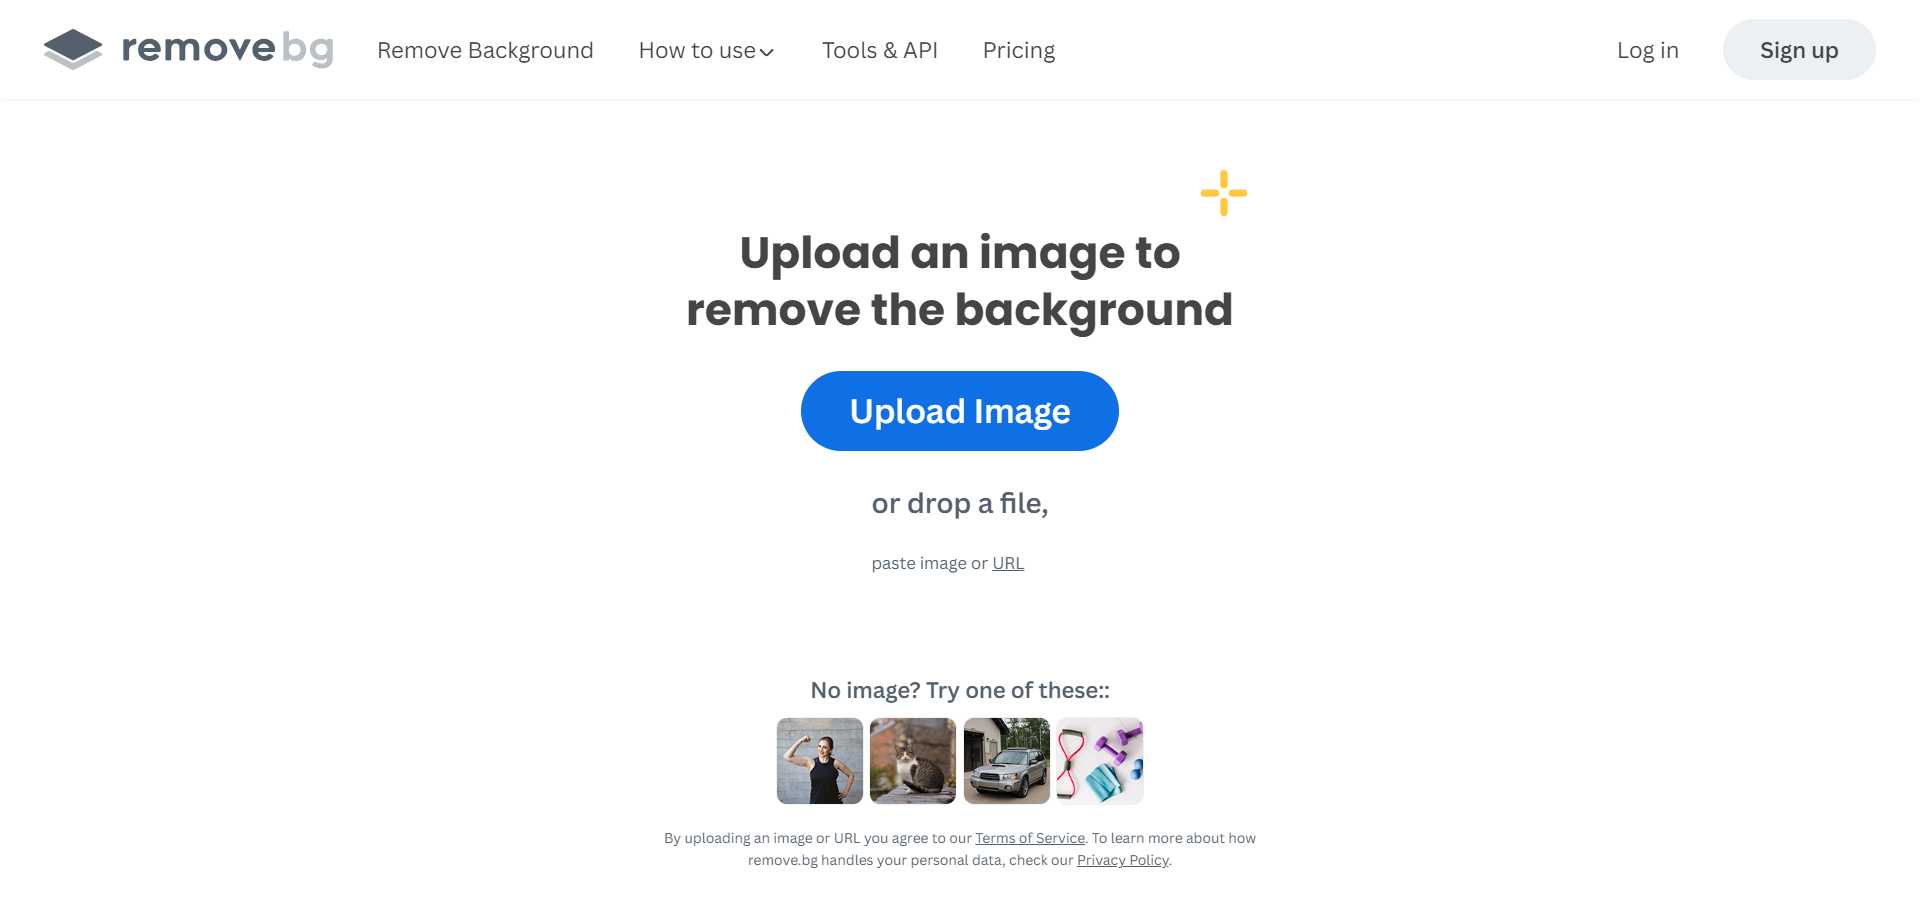 removebg
Remove Background
How to use
Tools & API
Pricing
Log in
Sign up
Upload an image to
remove the background
Upload Image
or drop a file,
paste image or URL
No image? Try one of these::
By uploading an image or URL you agree to our Terms of Service. To learn more about how
remove.bg handles your personal data, check our Privacy Policy.